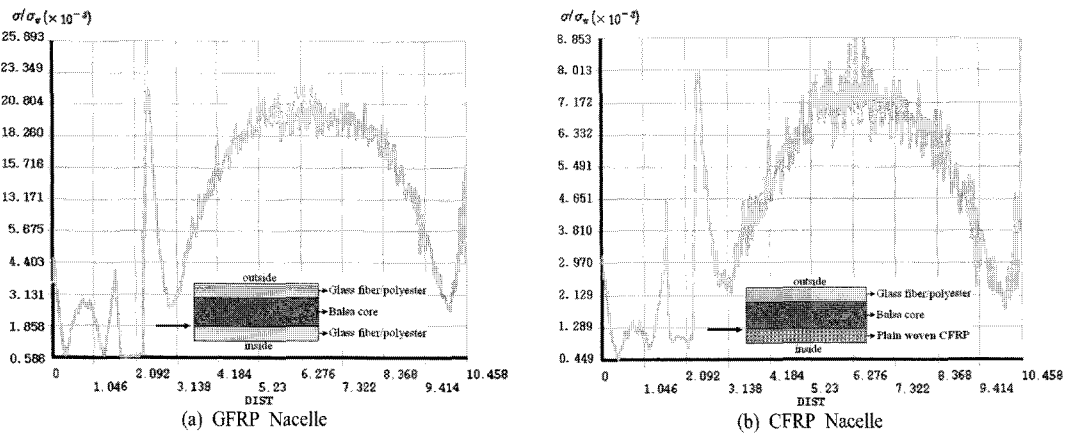 σ/σw(×10⁻³)
25.893
23.349
20.804
18.260
15.716
13.171
5.675
4.403
3.131
1.858
0.586
outside
Glass fiber/polyester
Balsa core
Glass fiber/polyester
inside
0
1.046
2.092
3.138
4.184
5.23
6.276
7.322
8.368
9.414
10.458
DIST
(a) GFRP Nacelle
σ/σw(×10⁻³)
8.853
8.013
7.172
6.332
5.491
4.651
3.810
2.970
2.129
1.289
0.449
outside
Glass fiber/polyester
Balsa core
Plain woven CFRP
inside
0
1.046
2.092
3.138
4.184
5.23
6.276
7.322
8.368
9.414
10.458
DIST
(b) CFRP Nacelle